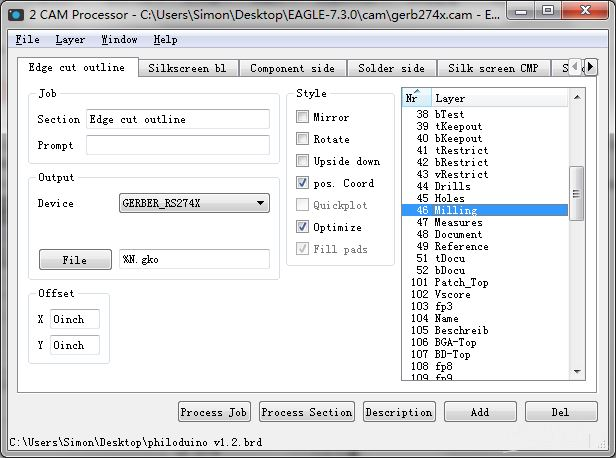 2 CAM Processor - C:\Users\Simon\Desktop\EAGLE-7.3.0\cam\gerb274x.cam - E...
File Layer Window Help
Edge cut outline Silkscreen bl Component side Solder side Silk screen CMP
Job
Section Edge cut outline
Prompt
Output
Device GERBER_RS274X
File %N.gko
Offset
X 0inch
Y 0inch
Style
Mirror
Rotate
Upside down
pos. Coord
Quickplot
Optimize
Fill pads
Nr Layer
38 bTest
39 tKeepout
40 bKeepout
41 tRestrict
42 bRestrict
43 vRestrict
44 Drills
45 Holes
46 Milling
47 Measures
48 Document
49 Reference
51 tDocu
52 bDocu
101 Patch_Top
102 Vscore
103 fp3
104 Name
105 Beschreib
106 BGA-Top
107 BD-Top
108 fp8
109 fp9
Process Job Process Section Description Add Del
C:\Users\Simon\Desktop\philoduino v1.2.brd